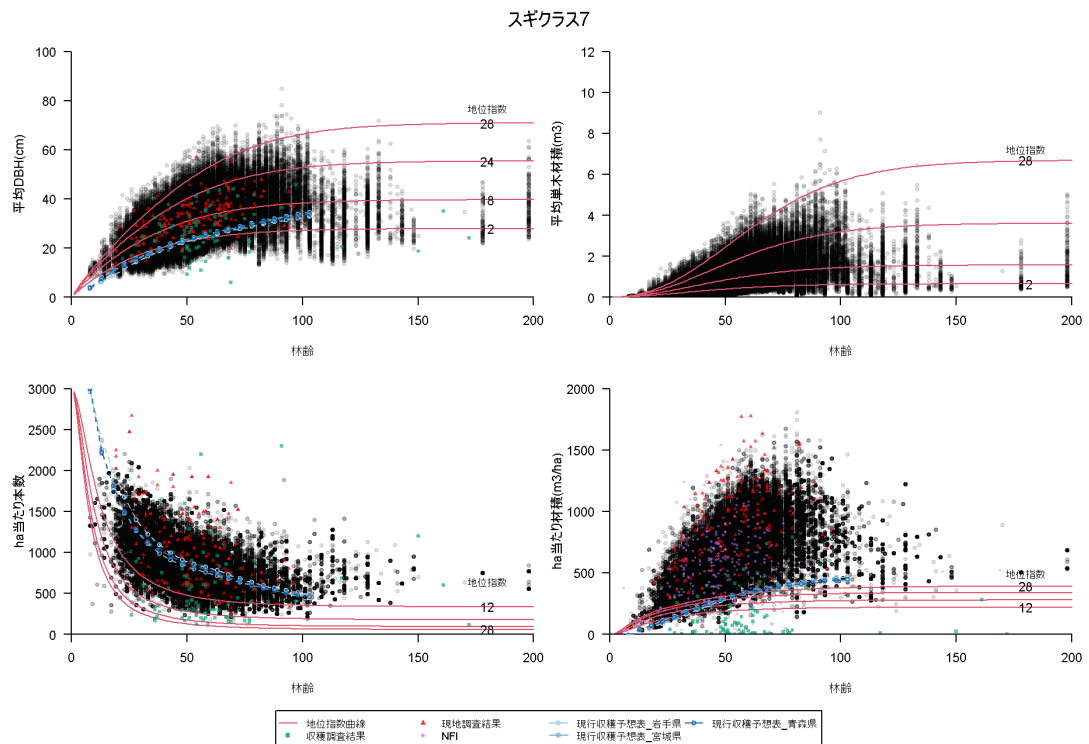 スギクラス7
平均DBH(cm)
100
80
60
40
20
0
0 50 100 150 200
林齢
地位指数
28
24
18
12
平均単木材積(m3)
12
10
8
6
4
2
0
0 50 100 150 200
林齢
地位指数
28
12
ha当たり本数
3000
2500
2000
1500
1000
500
0
0 50 100 150 200
林齢
地位指数
12
28
ha当たり材積(m3/ha)
2000
1500
1000
500
0
0 50 100 150 200
林齢
地位指数
28
12
地位指数曲線 現地調査結果 現行収穫予想表_岩手県 現行収穫予想表_青森県
収穫調査結果 NFI 現行収穫予想表_宮城県